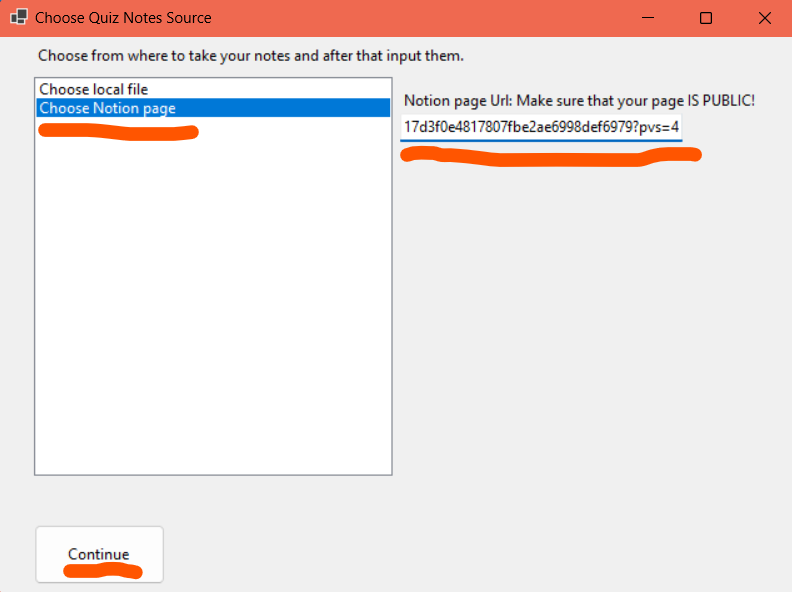 Choose Quiz Notes Source
Choose from where to take your notes and after that input them.
Choose local file
Choose Notion page
Notion page Url: Make sure that your page IS PUBLIC!
17d3f0e4817807fbe2ae6998def6979?pvs=4
Continue